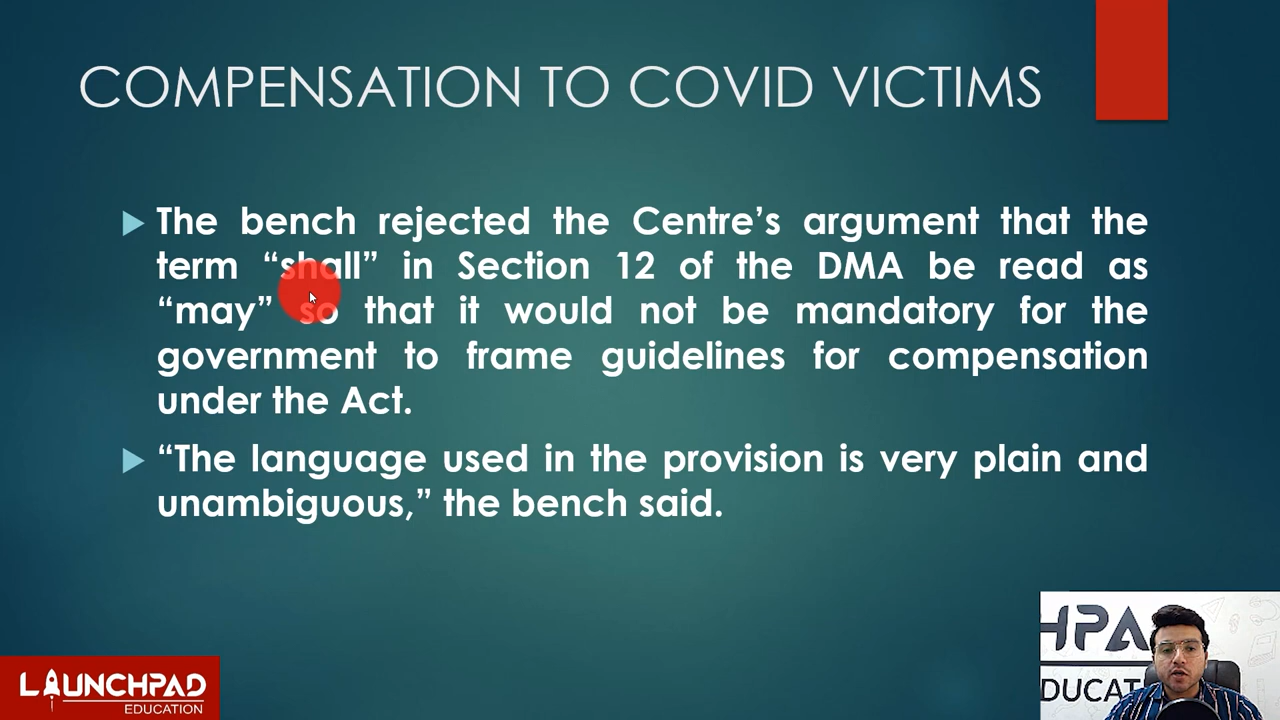 COMPENSATION TO COVID VICTIMS
The bench rejected the Centre's argument that the
term “shall” in Section 12 of the DMA be read as
“may” so that it would not be mandatory for the
government to frame guidelines for compensation
under the Act.
“The language used in the provision is very plain and
unambiguous,” the bench said.
HPA
DUCAT
LAUNCHPAD
EDUCATION